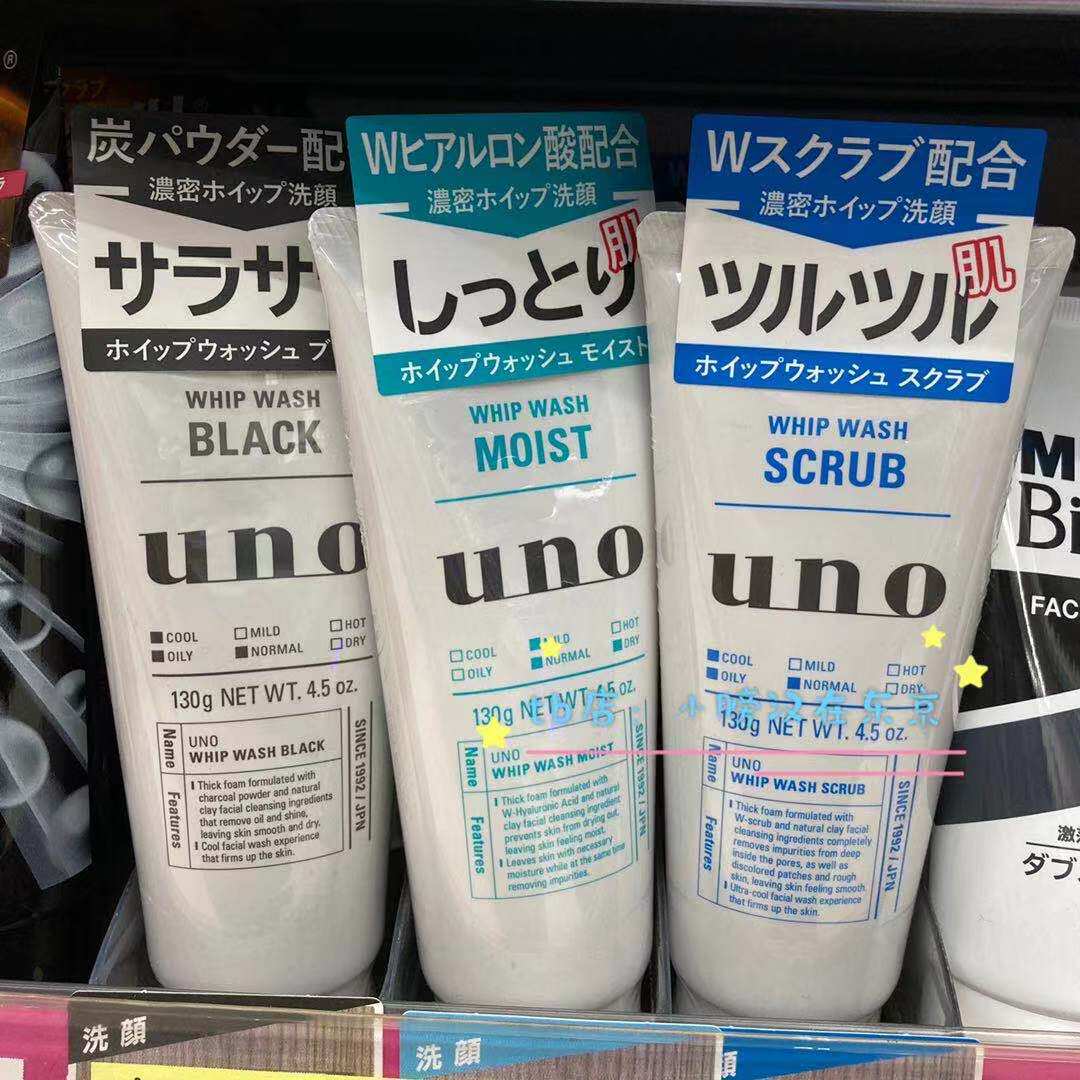 炭パウダー配
濃密ホイップ洗顔
サラサ
ホイップウォッシュ ブ
WHIP WASH
BLACK
uno
COOL
MILD
HOT
OILY
NORMAL
DRY
130g NET WT. 4.5 oz.
Name
UNO
WHIP WASH BLACK
Features
Thick foam formulated with
charcoal powder and natural
clay facial cleansing ingredients
that remove oil and shine,
leaving skin smooth and dry.
Cool facial wash experience
that firms up the skin.
SINCE 1992 / JPN
Wヒアルロン酸配合
濃密ホイップ洗顔
しっとり肌
ホイップウォッシュ モイスト
WHIP WASH
MOIST
uno
COOL
MILD
HOT
OILY
NORMAL
DRY
130g NET WT. 4.5 oz.
Name
UNO
WHIP WASH MOIST
Features
Thick foam formulated with
W-Hyaluronic Acid and natural
clay facial cleansing ingredient
prevents skin from drying out,
leaving skin feeling moist.
Leaves skin with necessary
moisture while at the same time
removing impurities.
SINCE 1992 / JPN
Wスクラブ配合
濃密ホイップ洗顔
ツルツル肌
ホイップウォッシュ スクラブ
WHIP WASH
SCRUB
uno
COOL
MILD
HOT
OILY
NORMAL
DRY
130g NET WT. 4.5 oz.
Name
UNO
WHIP WASH SCRUB
Features
Thick foam formulated with
W-scrub and natural clay facial
cleansing ingredients completely
removes impurities from deep
inside the pores, as well as
discolored patches and rough
skin, leaving skin feeling smooth.
Ultra-cool facial wash experience
that firms up the skin.
SINCE 1992 / JPN
M
Bi
FAC
激
ダブ
洗顔
洗顔
顔